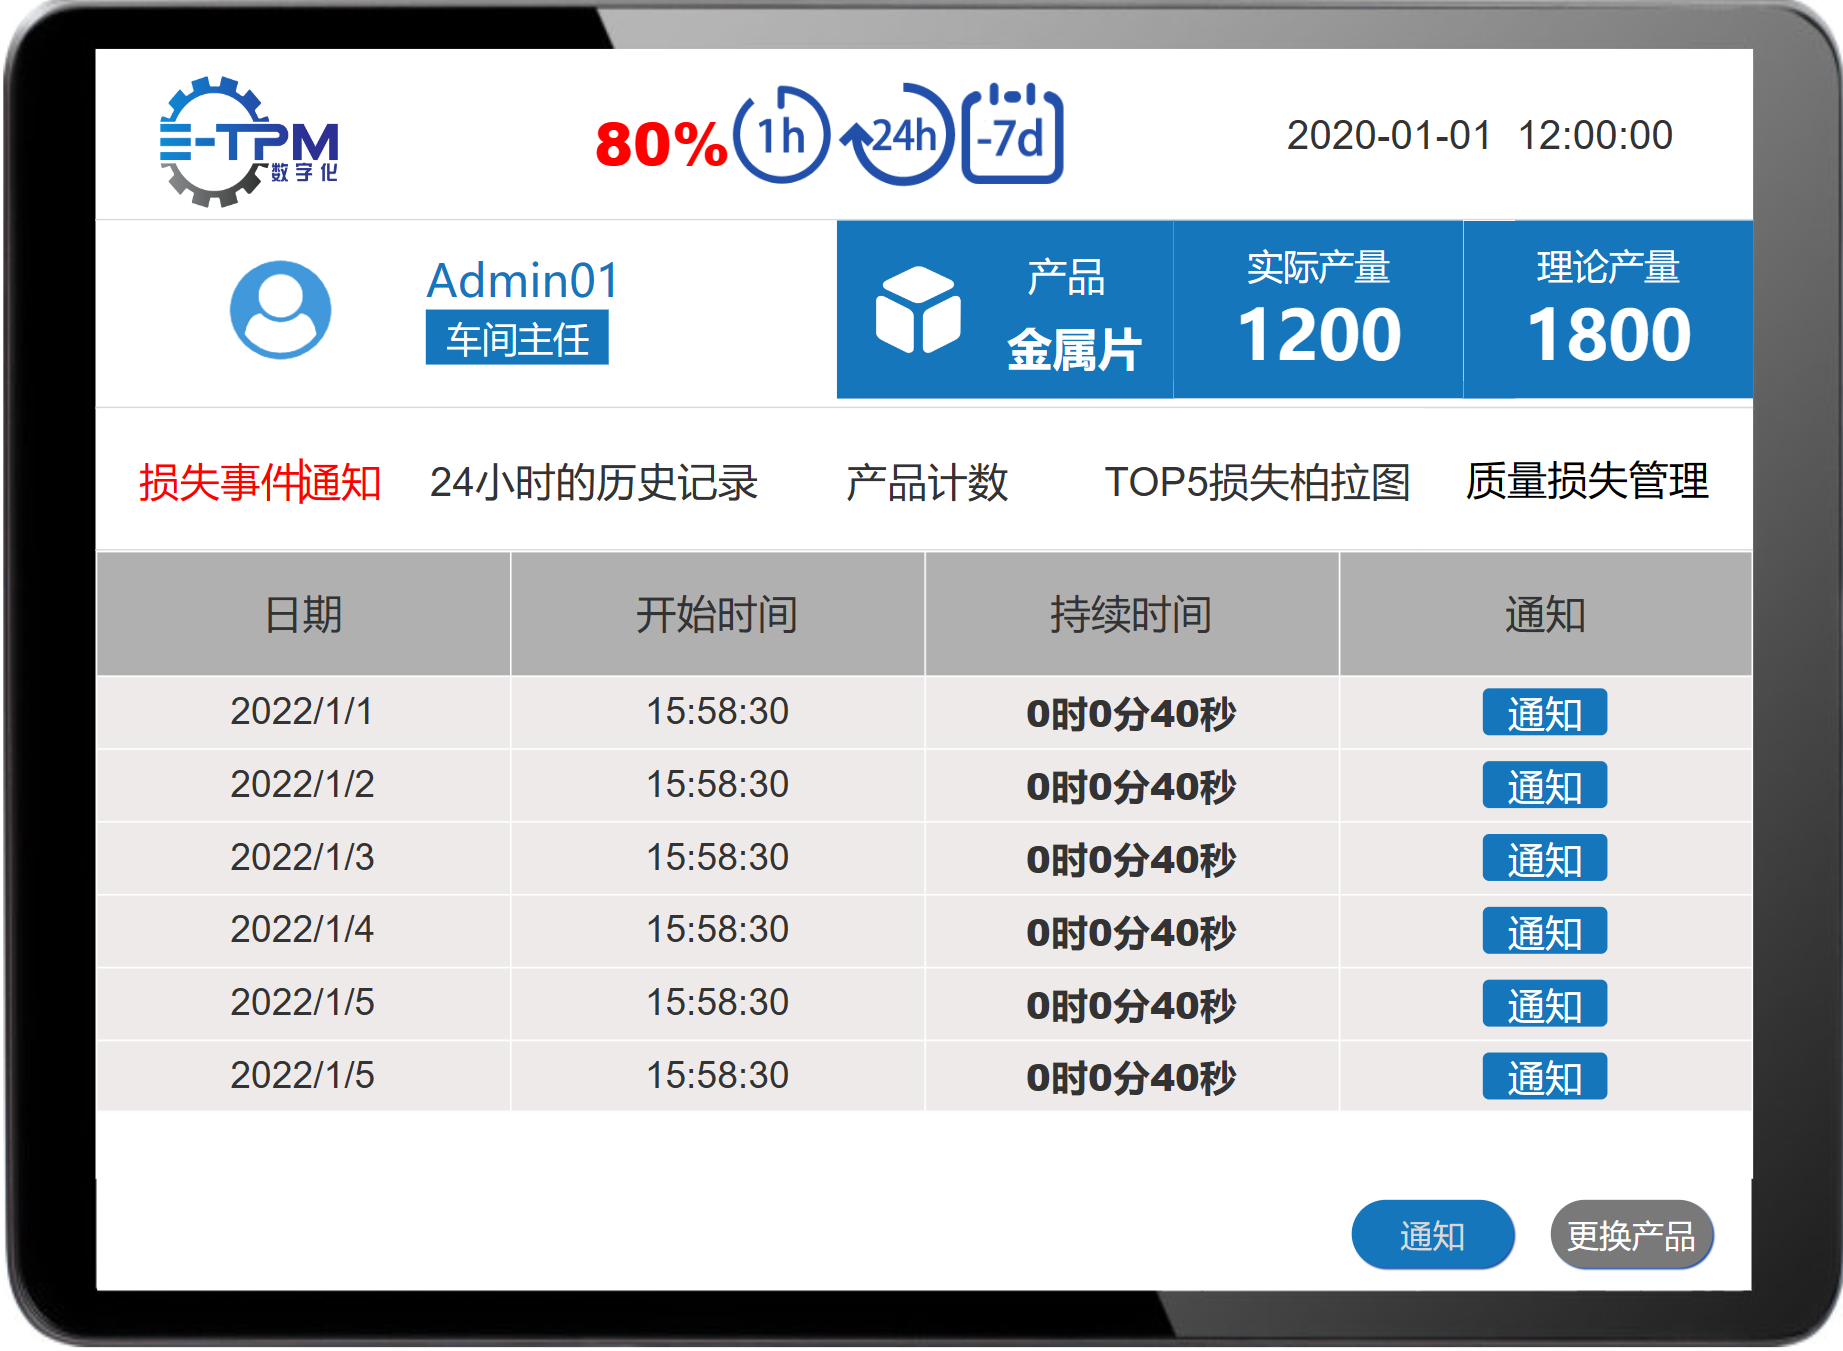 E-TPM
数字化
80% 1h 24h -7d
2020-01-01 12:00:00
Admin01
车间主任
产品
金属片
实际产量
1200
理论产量
1800
损失事件通知 24小时的历史记录 产品计数 TOP5损失柏拉图 质量损失管理
日期 开始时间 持续时间 通知
2022/1/1 15:58:30 0时0分40秒 通知
2022/1/2 15:58:30 0时0分40秒 通知
2022/1/3 15:58:30 0时0分40秒 通知
2022/1/4 15:58:30 0时0分40秒 通知
2022/1/5 15:58:30 0时0分40秒 通知
2022/1/5 15:58:30 0时0分40秒 通知
通知 更换产品